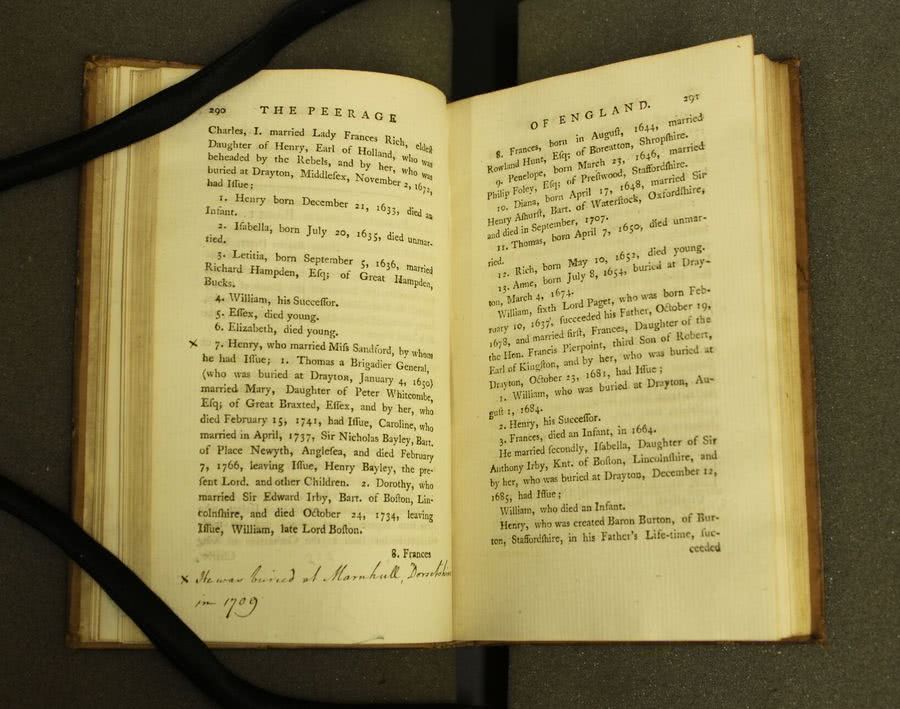 290 THE PEERAGE
Charles, I. married Lady Frances Rich, eldeſt
Daughter of Henry, Earl of Holland, who was
beheaded by the Rebels, and by her, who was
buried at Drayton, Middleſex, November 2, 1672,
had Iſſue;
1. Henry born December 21, 1633, died an
Infant.
2. Iſabella, born July 20, 1635, died unmar-
ried.
3. Letitia, born September 5, 1636, married
Richard Hampden, Eſq; of Great Hampden,
Bucks.
4. William, his Succeſſor.
5. Eſſex, died young.
6. Elizabeth, died young.
x 7. Henry, who married Miſs Sandford, by whom
he had Iſſue; 1. Thomas a Brigadier General,
(who was buried at Drayton, January 4, 1650)
married Mary, Daughter of Peter Whitcombe,
Eſq; of Great Braxted, Eſſex, and by her, who
died February 15, 1741, had Iſſue, Caroline, who
married in April, 1737, Sir Nicholas Bayley, Bart.
of Place Newyth, Angleſea, and died February
7, 1766, leaving Iſſue, Henry Bayley, the pre-
ſent Lord. and other Children. 2. Dorothy, who
married Sir Edward Irby, Bart. of Boſton, Lin-
colnſhire, and died October 24, 1734, leaving
Iſſue, William, late Lord Boſton.
8. Frances
x He was buried at Marnhull, Dorsetshire
in 1709
OF ENGLAND. 291
8. Frances, born in Auguſt, 1644, married
Rowland Hunt, Eſq; of Boreatton, Shropſhire.
9. Penelope, born March 23, 1646, married
Philip Foley, Eſq; of Preſtwood, Staffordſhire.
10. Diana, born April 17, 1648, married Sir
Henry Aſhurſt, Bart. of Waterſtock, Oxfordſhire,
and died in September, 1707.
11. Thomas, born April 7, 1650, died unmar-
ried.
12. Rich, born May 10, 1652, died young.
13. Anne, born July 8, 1654, buried at Dray-
ton, March 4, 1674.
William, ſixth Lord Paget, who was born Feb-
ruary 10, 1637, ſucceeded his Father, October 19,
1678, and married firſt, Frances, Daughter of the
the Hon. Francis Pierpoint, third Son of Robert,
Earl of Kingſton, and by her, who was buried at
Drayton, October 23, 1681, had Iſſue;
1. William, who was buried at Drayton, Au-
guſt 1, 1684.
2. Henry, his Succeſſor.
3. Frances, died an Infant, in 1664.
He married ſecondly, Iſabella, Daughter of Sir
Anthony Irby, Knt. of Boſton, Lincolnſhire, and
by her, who was buried at Drayton, December 12,
1685, had Iſſue;
William, who died an Infant.
Henry, who was created Baron Burton, of Bur-
ton, Staffordſhire, in his Father's Life-time, ſuc-
ceeded